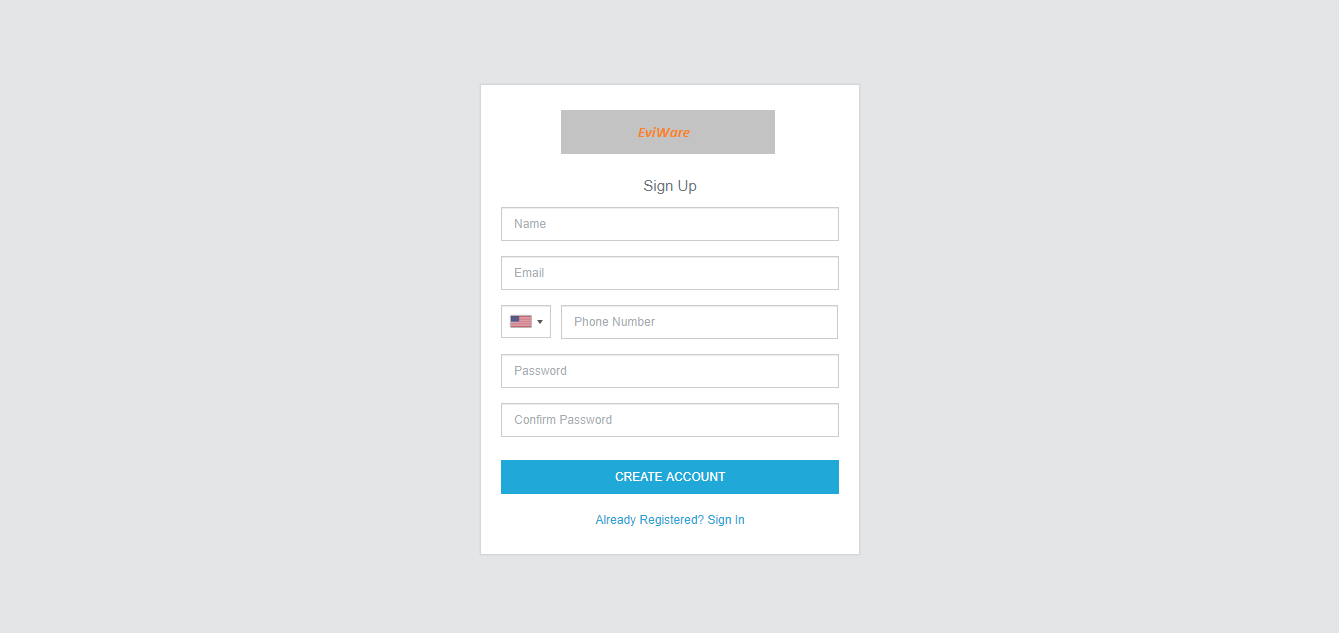 EviWare
Sign Up
Name
Email
Phone Number
Password
Confirm Password
CREATE ACCOUNT
Already Registered? Sign In